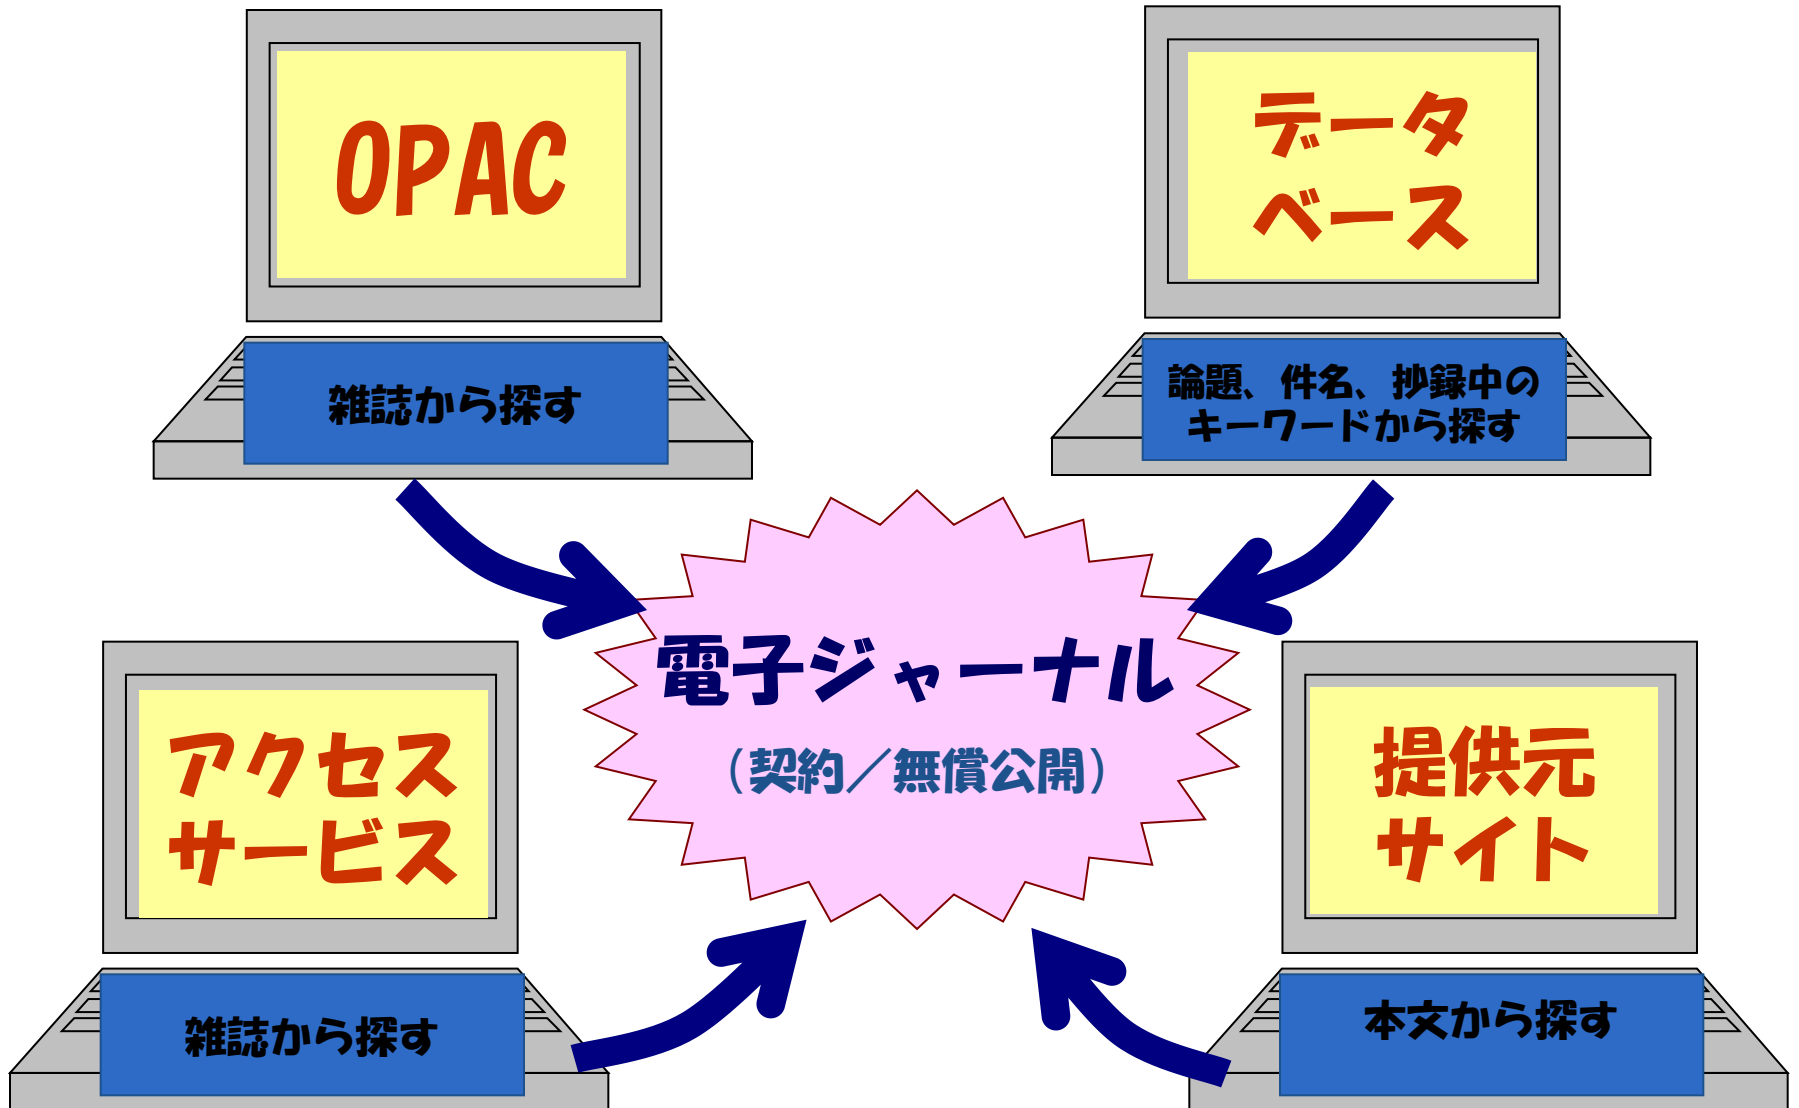 OPAC
雑誌から探す
データ
ベース
論題、件名、抄録中の
キーワードから探す
電子ジャーナル
（契約／無償公開）
アクセス
サービス
雑誌から探す
提供元
サイト
本文から探す